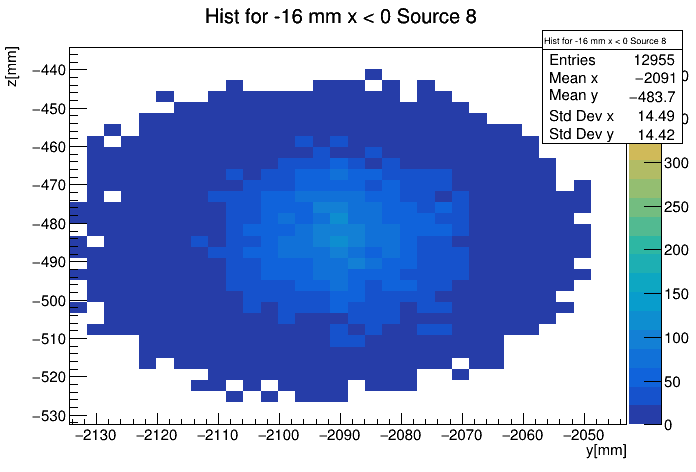 Hist for -16 mm x < 0 Source 8
Hist for -16 mm x < 0 Source 8
Entries 12955
Mean x −2091
Mean y −483.7
Std Dev x 14.49
Std Dev y 14.42
z[mm]
−440
−450
−460
−470
−480
−490
−500
−510
−520
−530
−2130 −2120 −2110 −2100 −2090 −2080 −2070 −2060 −2050
y[mm]
300
250
200
150
100
50
0